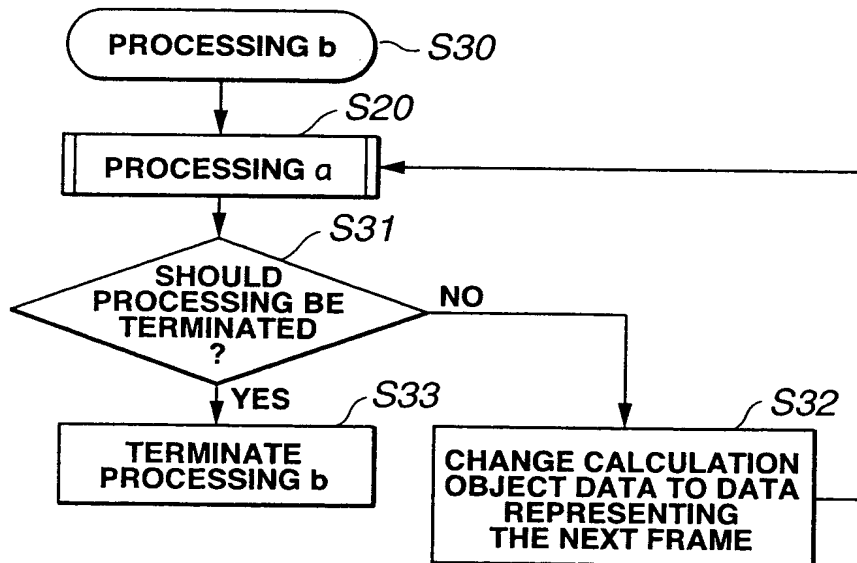 PROCESSING b
S30
S20
PROCESSING a
S31
SHOULD
PROCESSING BE
TERMINATED
?
NO
YES
S33
TERMINATE
PROCESSING b
S32
CHANGE CALCULATION
OBJECT DATA TO DATA
REPRESENTING
THE NEXT FRAME